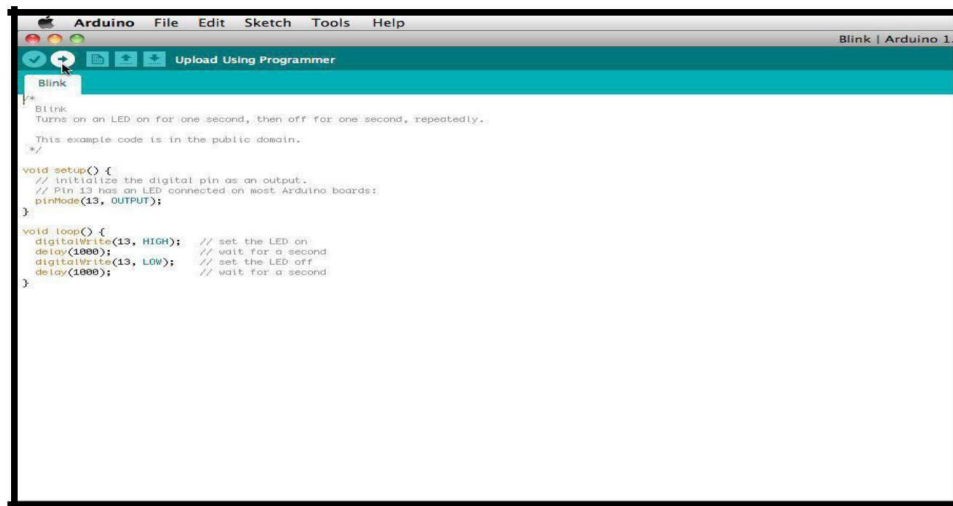 Arduino File Edit Sketch Tools Help
Blink | Arduino 1.
Upload Using Programmer
Blink
/*
Blink
Turns on an LED on for one second, then off for one second, repeatedly.
This example code is in the public domain.
*/
void setup() {
// initialize the digital pin as an output.
// Pin 13 has an LED connected on most Arduino boards:
pinMode(13, OUTPUT);
}
void loop() {
digitalWrite(13, HIGH); // set the LED on
delay(1000); // wait for a second
digitalWrite(13, LOW); // set the LED off
delay(1000); // wait for a second
}